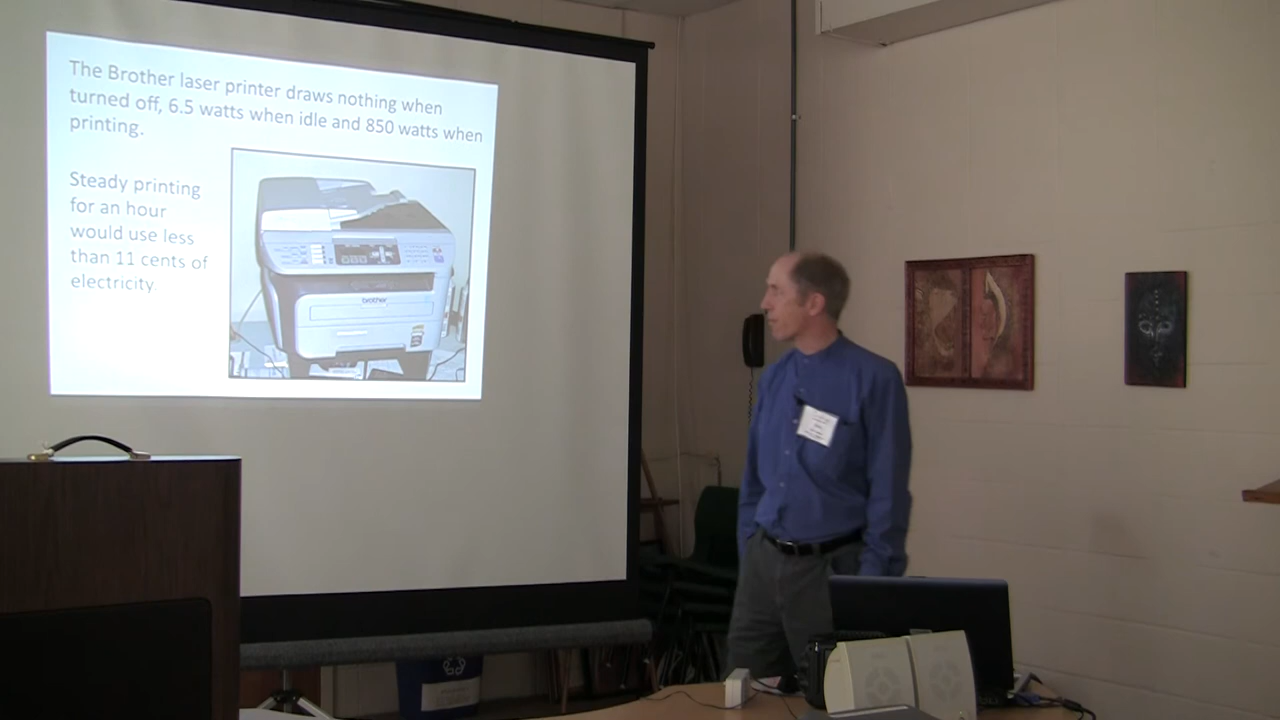 The Brother laser printer draws nothing when
turned off, 6.5 watts when idle and 850 watts when
printing.
Steady printing
for an hour
would use less
than 11 cents of
electricity.
brother